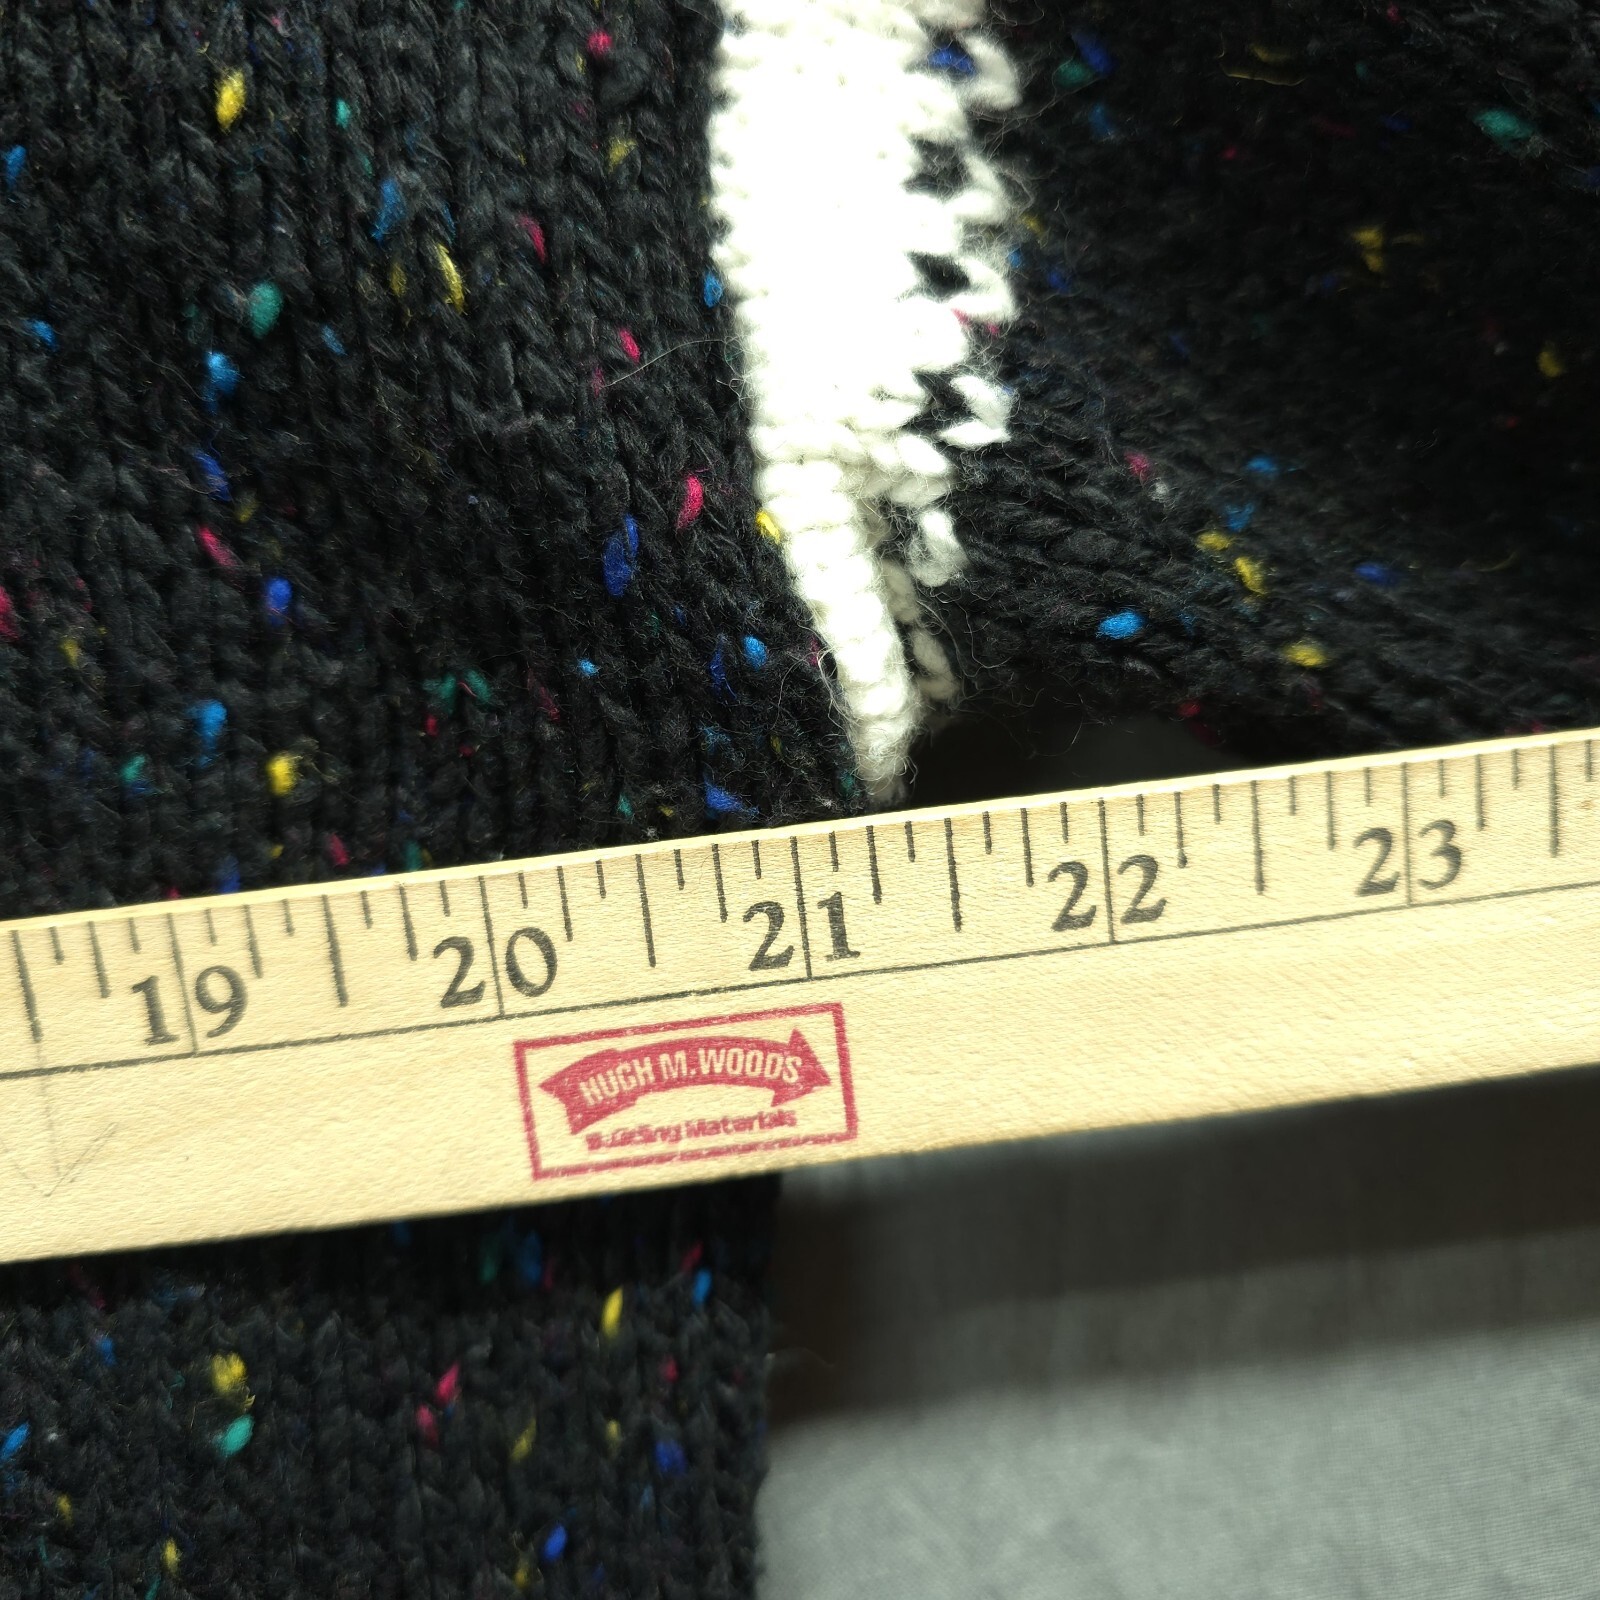 19 20 21 22 23
HUGH M. WOODS
Building Materials